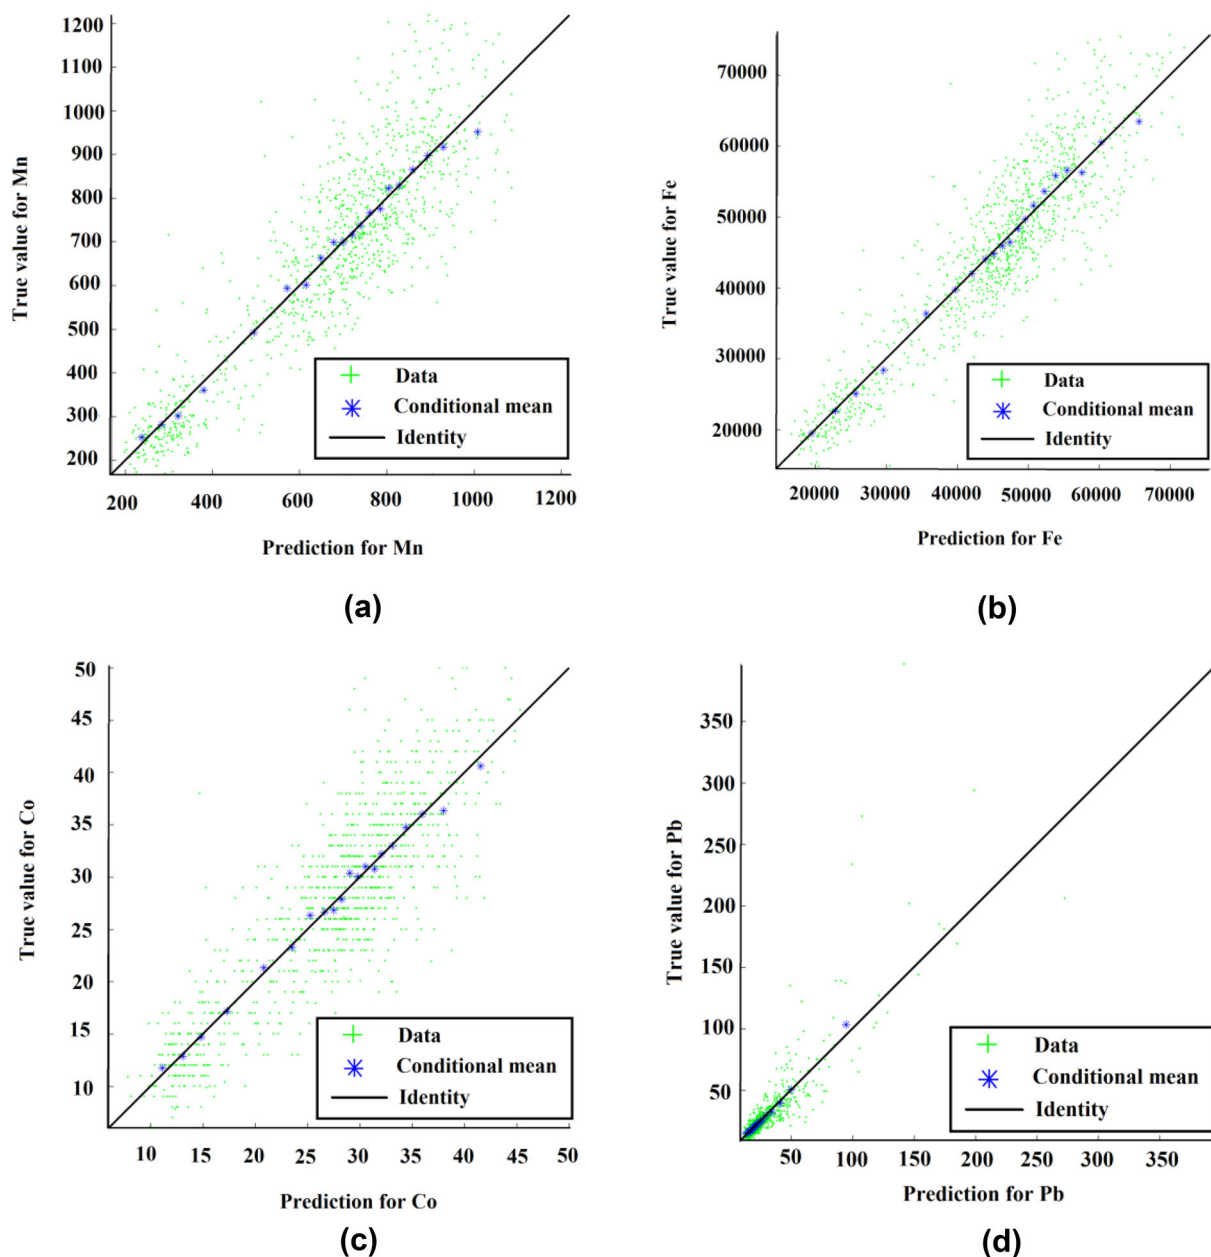 1200
1100
1000
900
800
700
600
500
400
300
200
True value for Mn
Data
Conditional mean
Identity
200 400 600 800 1000 1200
Prediction for Mn
(a)
70000
60000
50000
40000
30000
20000
True value for Fe
Data
Conditional mean
Identity
20000 30000 40000 50000 60000 70000
Prediction for Fe
(b)
50
45
40
35
30
25
20
15
10
True value for Co
Data
Conditional mean
Identity
10 15 20 25 30 35 40 45 50
Prediction for Co
(c)
350
300
250
200
150
100
50
True value for Pb
Data
Conditional mean
Identity
50 100 150 200 250 300 350
Prediction for Pb
(d)